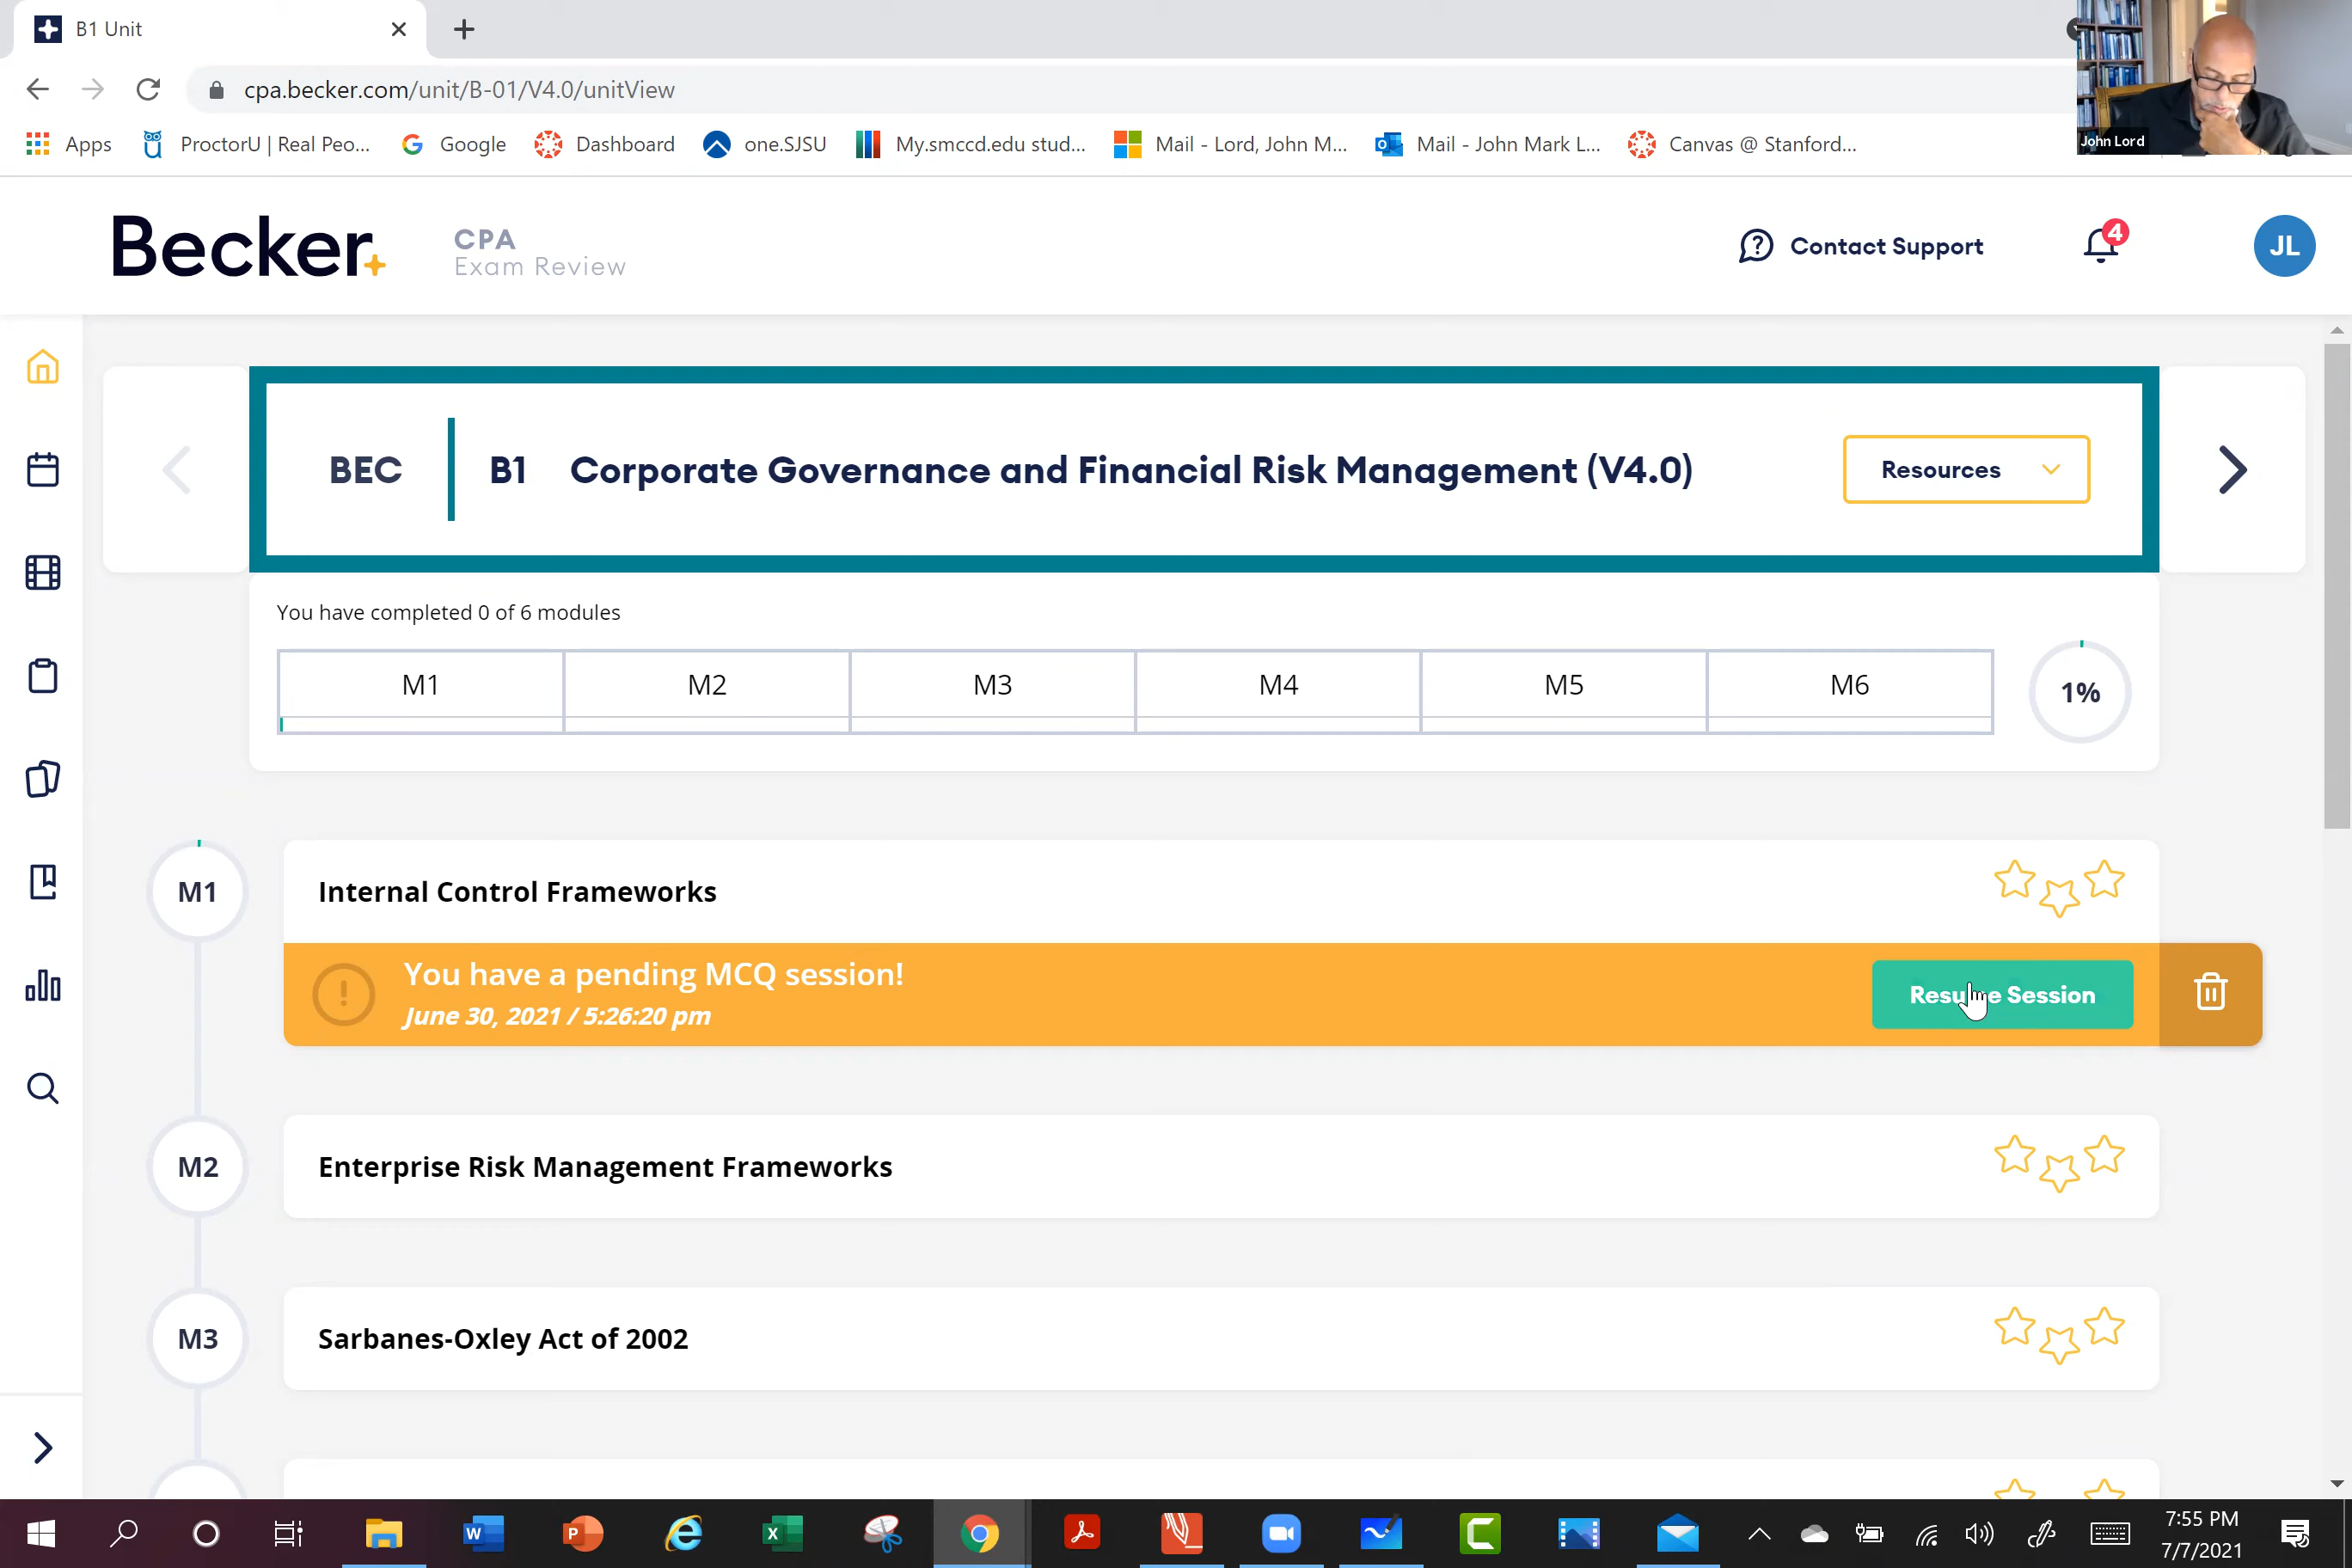 B1 Unit
cpa.becker.com/unit/B-01/V4.0/unitView
Apps ProctorU | Real Peo... Google Dashboard one.SJSU My.smccd.edu stud... Mail - Lord, John M... Mail - John Mark L... Canvas @ Stanford...
John Lord
Becker
CPA
Exam Review
Contact Support
4
JL
BEC B1 Corporate Governance and Financial Risk Management (V4.0)
Resources
You have completed 0 of 6 modules
M1 M2 M3 M4 M5 M6
1%
M1 Internal Control Frameworks
You have a pending MCQ session!
June 30, 2021 / 5:26:20 pm
Resume Session
M2 Enterprise Risk Management Frameworks
M3 Sarbanes-Oxley Act of 2002
7:55 PM
7/7/2021